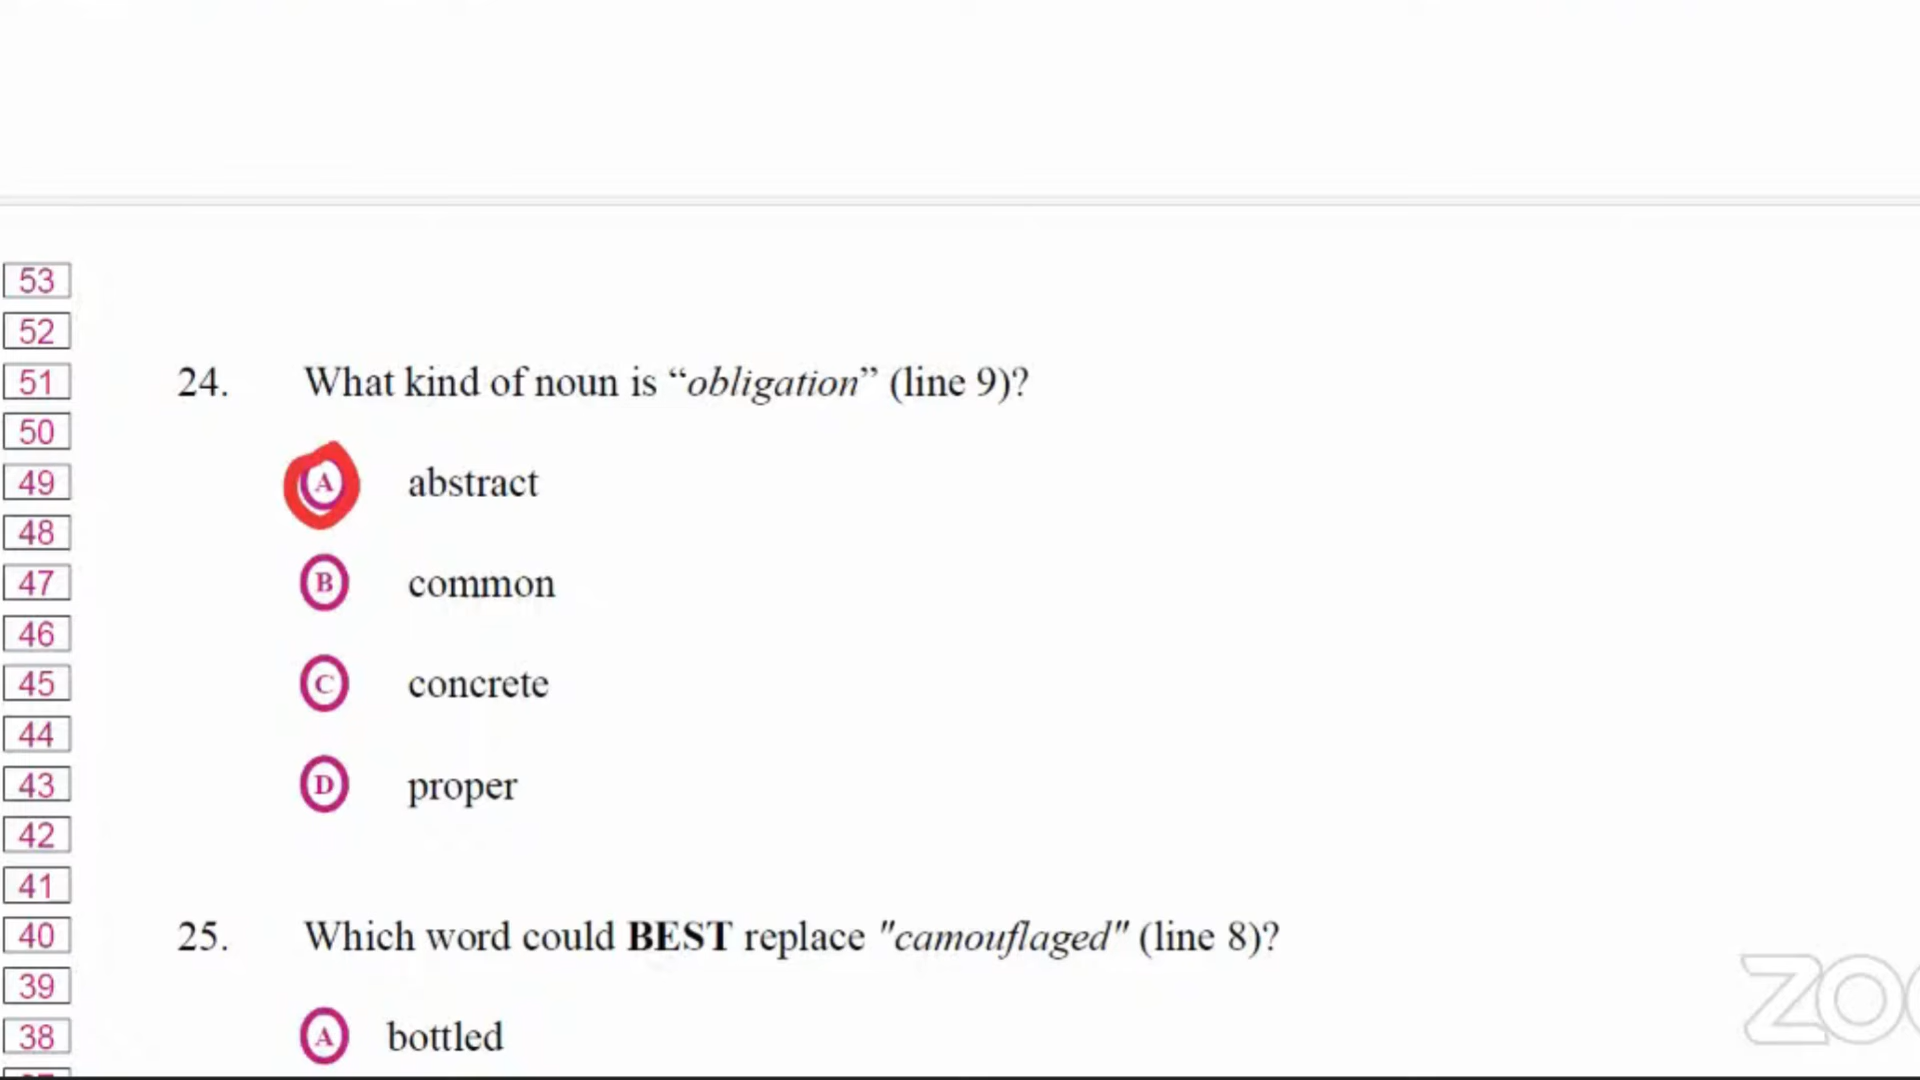 53
52
51
24. What kind of noun is “obligation” (line 9)?
50
49
A abstract
48
47
B common
46
45
C concrete
44
43
D proper
42
41
40
25. Which word could BEST replace "camouflaged" (line 8)?
39
38
A bottled